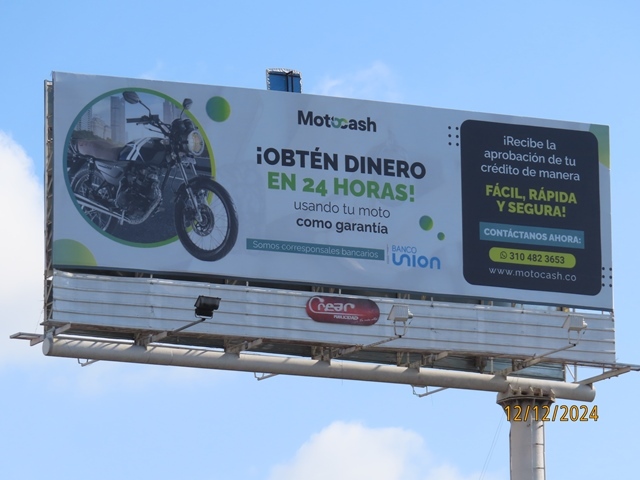 Motocash
¡OBTÉN DINERO
EN 24 HORAS!
usando tu moto
como garantía
Somos corresponsales bancarios
BANCO
union
¡Recibe la
aprobación de tu
crédito de manera
FÁCIL, RÁPIDA
Y SEGURA!
CONTÁCTANOS AHORA:
310 482 3653
www.motocash.co
Crear
PUBLICIDAD
12/12/2024